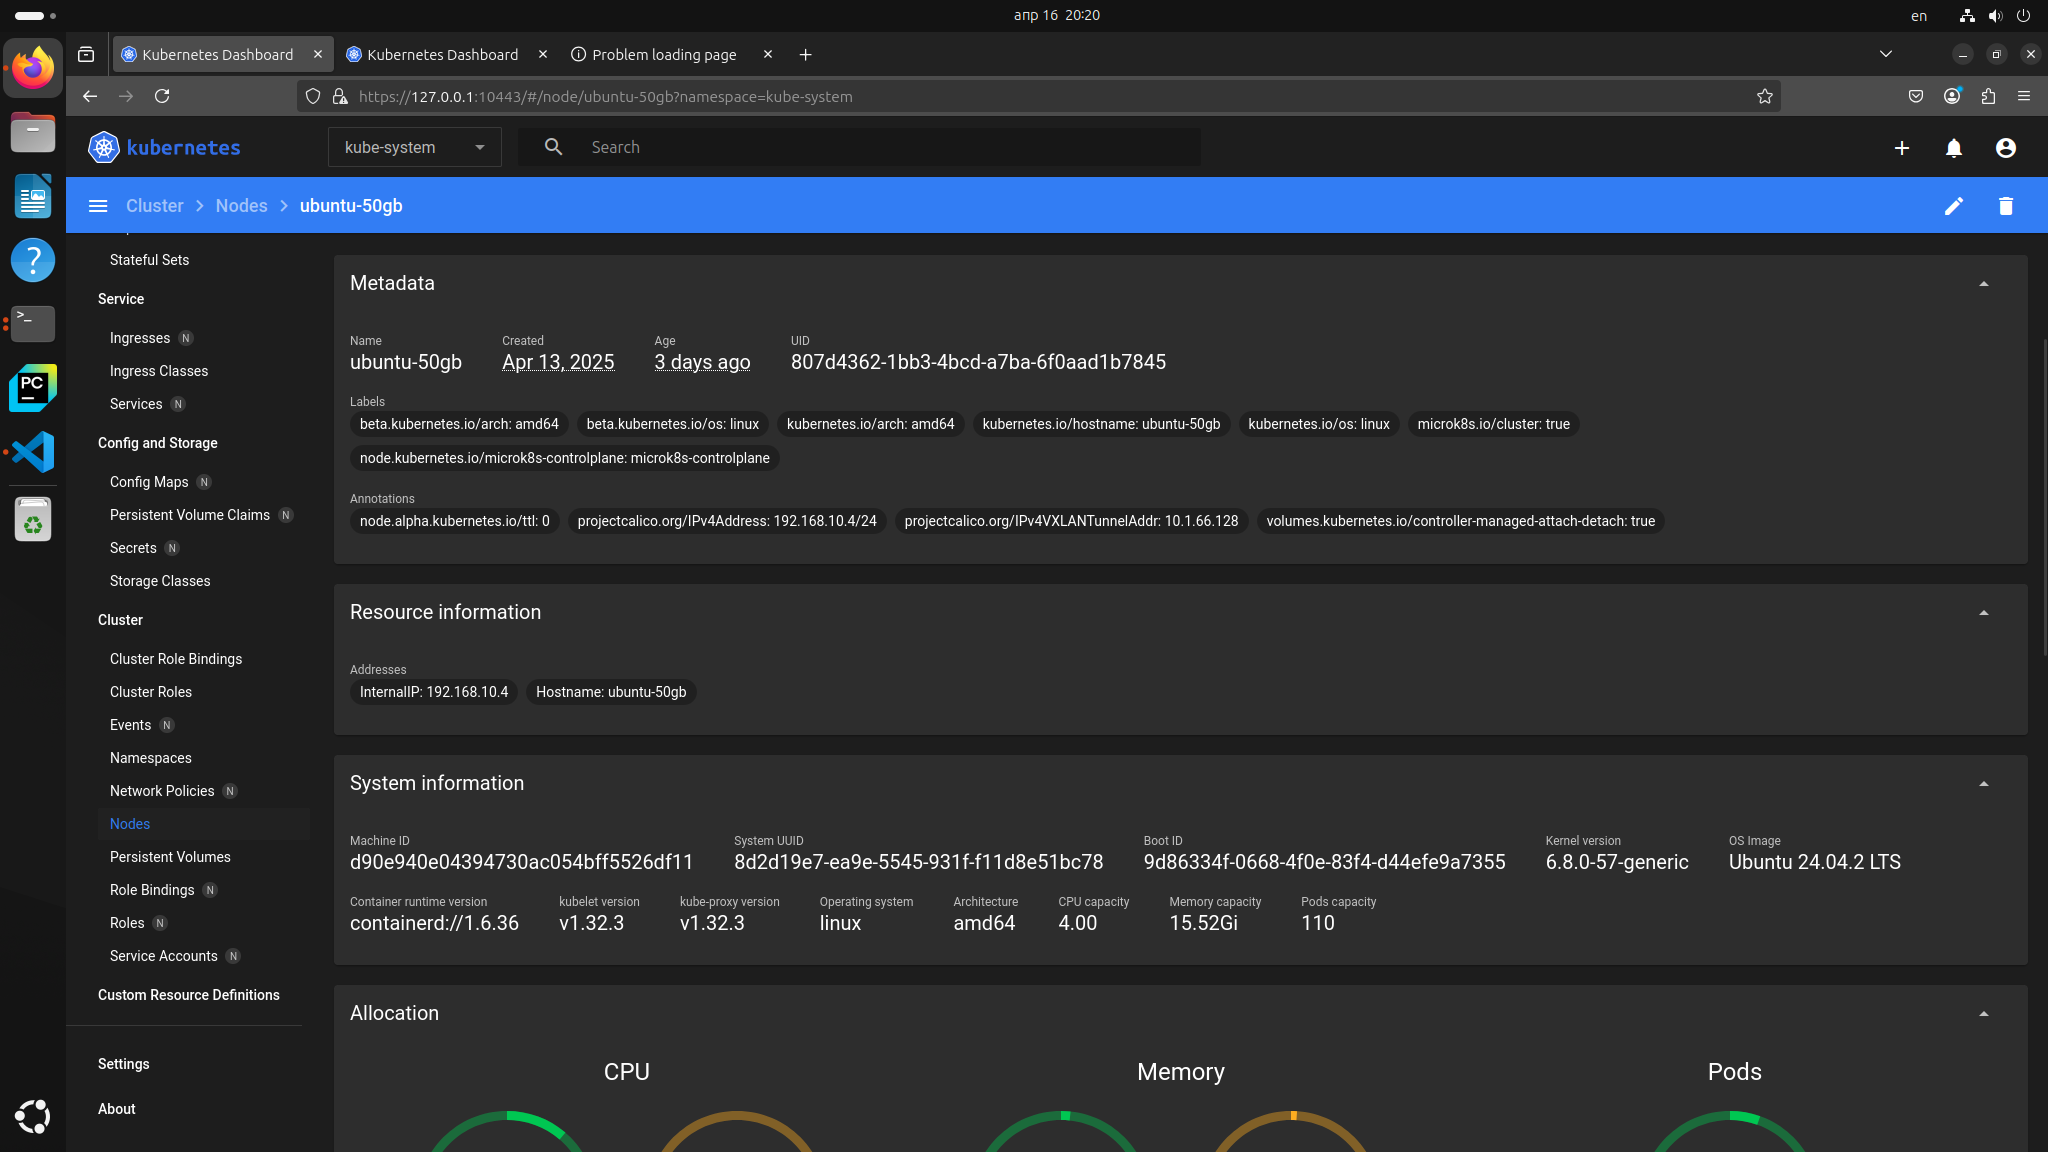 апр 16 20:20
en
Kubernetes Dashboard
Kubernetes Dashboard
Problem loading page
https://127.0.0.1:10443/#/node/ubuntu-50gb?namespace=kube-system
kubernetes
kube-system
Search
Cluster
Nodes
ubuntu-50gb
Stateful Sets
Service
Ingresses N
Ingress Classes
Services N
Config and Storage
Config Maps N
Persistent Volume Claims N
Secrets N
Storage Classes
Cluster
Cluster Role Bindings
Cluster Roles
Events N
Namespaces
Network Policies N
Nodes
Persistent Volumes
Role Bindings N
Roles N
Service Accounts N
Custom Resource Definitions
Settings
About
Metadata
Name Created Age UID
ubuntu-50gb Apr 13, 2025 3 days ago 807d4362-1bb3-4bcd-a7ba-6f0aad1b7845
Labels
beta.kubernetes.io/arch: amd64 beta.kubernetes.io/os: linux kubernetes.io/arch: amd64 kubernetes.io/hostname: ubuntu-50gb kubernetes.io/os: linux microk8s.io/cluster: true
node.kubernetes.io/microk8s-controlplane: microk8s-controlplane
Annotations
node.alpha.kubernetes.io/ttl: 0 projectcalico.org/IPv4Address: 192.168.10.4/24 projectcalico.org/IPv4VXLANTunnelAddr: 10.1.66.128 volumes.kubernetes.io/controller-managed-attach-detach: true
Resource information
Addresses
InternalIP: 192.168.10.4 Hostname: ubuntu-50gb
System information
Machine ID System UUID Boot ID Kernel version OS Image
d90e940e04394730ac054bff5526df11 8d2d19e7-ea9e-5545-931f-f11d8e51bc78 9d86334f-0668-4f0e-83f4-d44efe9a7355 6.8.0-57-generic Ubuntu 24.04.2 LTS
Container runtime version kubelet version kube-proxy version Operating system Architecture CPU capacity Memory capacity Pods capacity
containerd://1.6.36 v1.32.3 v1.32.3 linux amd64 4.00 15.52Gi 110
Allocation
CPU Memory Pods
PC